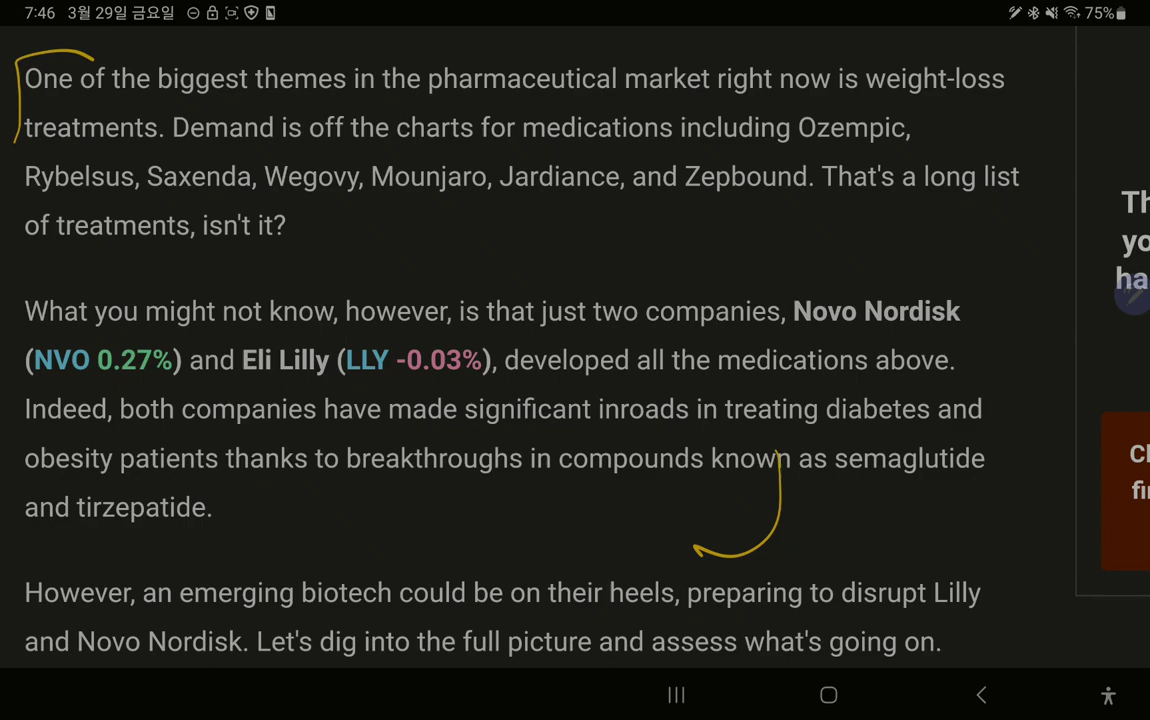 7:46 3월 29일 금요일 75%
One of the biggest themes in the pharmaceutical market right now is weight-loss
treatments. Demand is off the charts for medications including Ozempic,
Rybelsus, Saxenda, Wegovy, Mounjaro, Jardiance, and Zepbound. That's a long list
of treatments, isn't it?
What you might not know, however, is that just two companies, Novo Nordisk
(NVO 0.27%) and Eli Lilly (LLY -0.03%), developed all the medications above.
Indeed, both companies have made significant inroads in treating diabetes and
obesity patients thanks to breakthroughs in compounds known as semaglutide
and tirzepatide.
However, an emerging biotech could be on their heels, preparing to disrupt Lilly
and Novo Nordisk. Let's dig into the full picture and assess what's going on.